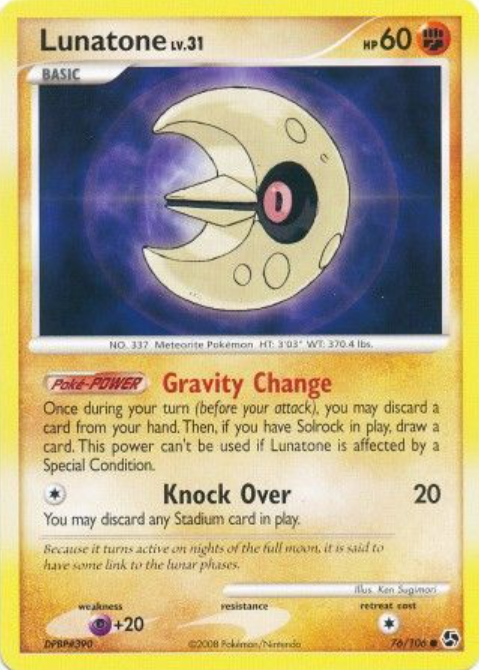 Lunatone LV.31 HP 60
BASIC
NO. 337 Meteorite Pokémon HT: 3'03" WT: 370.4 lbs.
Poké-POWER Gravity Change
Once during your turn (before your attack), you may discard a
card from your hand. Then, if you have Solrock in play, draw a
card. This power can't be used if Lunatone is affected by a
Special Condition.
Knock Over 20
You may discard any Stadium card in play.
Because it turns active on nights of the full moon, it is said to
have some link to the lunar phases.
Illus. Ken Sugimori
weakness resistance retreat cost
+20
DPBP#390 ©2008 Pokémon/Nintendo 76/106